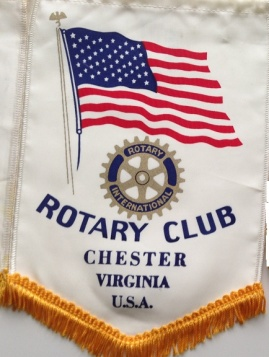 ROTARY
INTERNATIONAL
ROTARY CLUB
CHESTER
VIRGINIA
U.S.A.